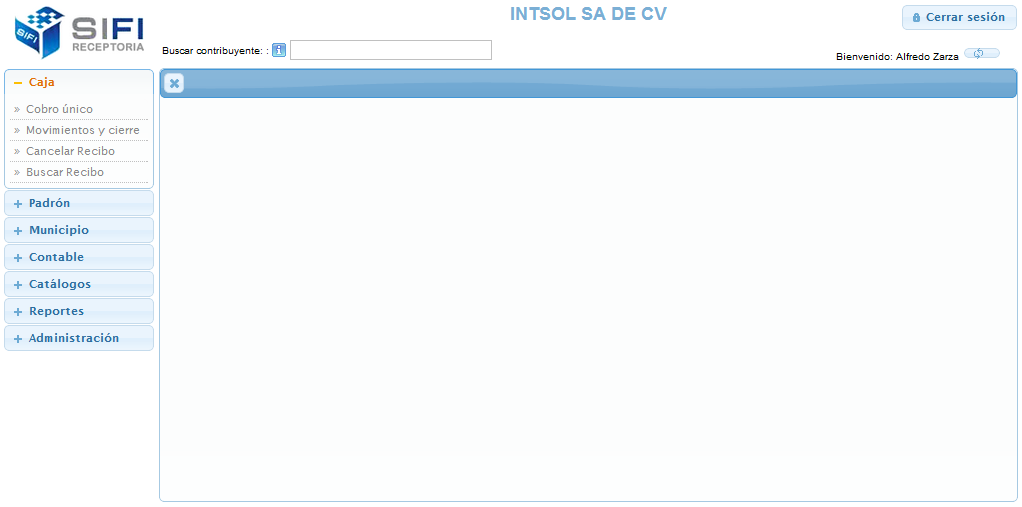 SIFI
SIFI
RECEPTORIA
INTSOL SA DE CV
Cerrar sesión
Buscar contribuyente: :
Bienvenido: Alfredo Zarza
Caja
» Cobro único
» Movimientos y cierre
» Cancelar Recibo
» Buscar Recibo
Padrón
Municipio
Contable
Catálogos
Reportes
Administración